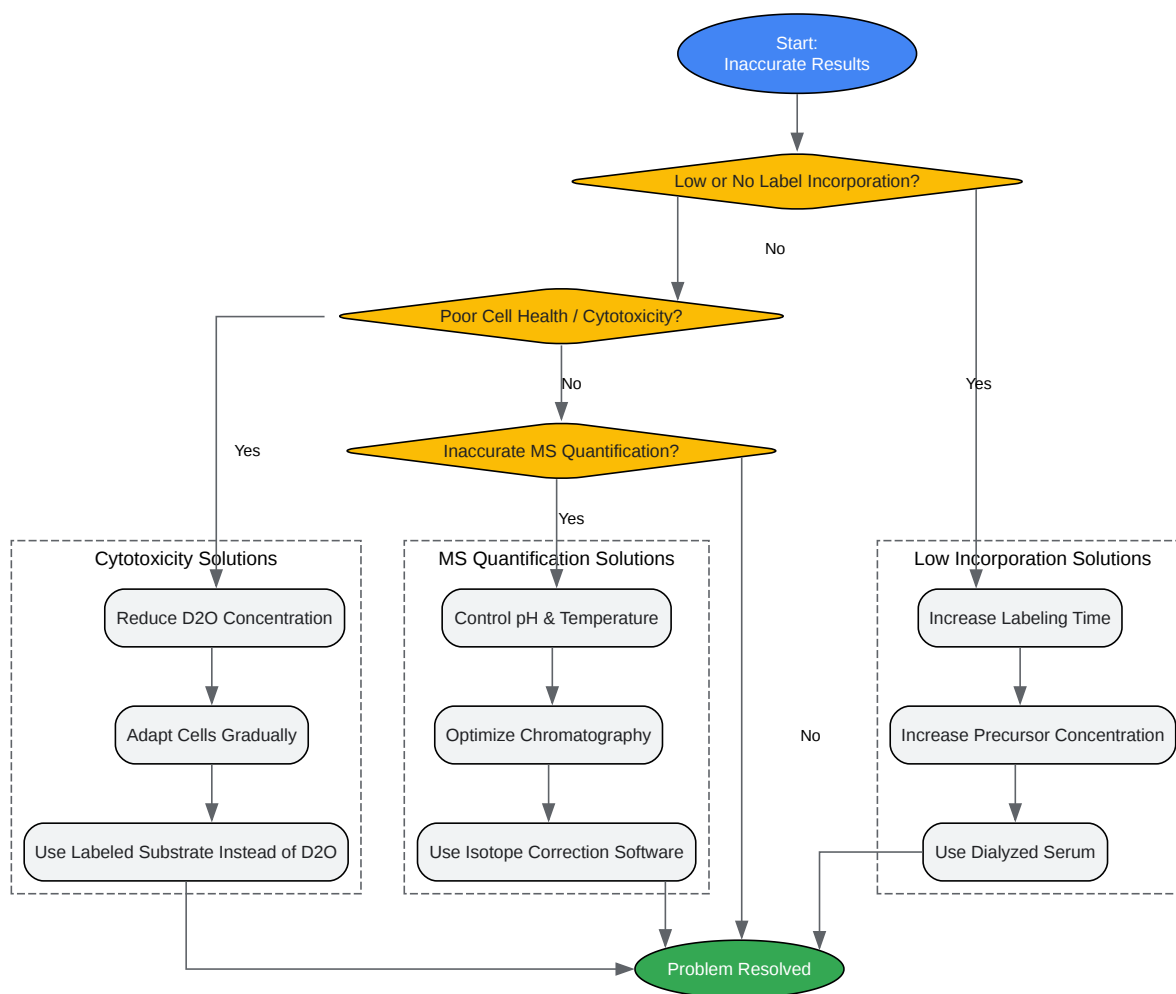 Start:
Inaccurate Results
Low or No Label Incorporation?
No
Poor Cell Health / Cytotoxicity?
No
Yes
Yes
Inaccurate MS Quantification?
Yes
Cytotoxicity Solutions
MS Quantification Solutions
Low Incorporation Solutions
Reduce D2O Concentration
Control pH & Temperature
Increase Labeling Time
Adapt Cells Gradually
Optimize Chromatography
No
Increase Precursor Concentration
Use Labeled Substrate Instead of D2O
Use Isotope Correction Software
Use Dialyzed Serum
Problem Resolved